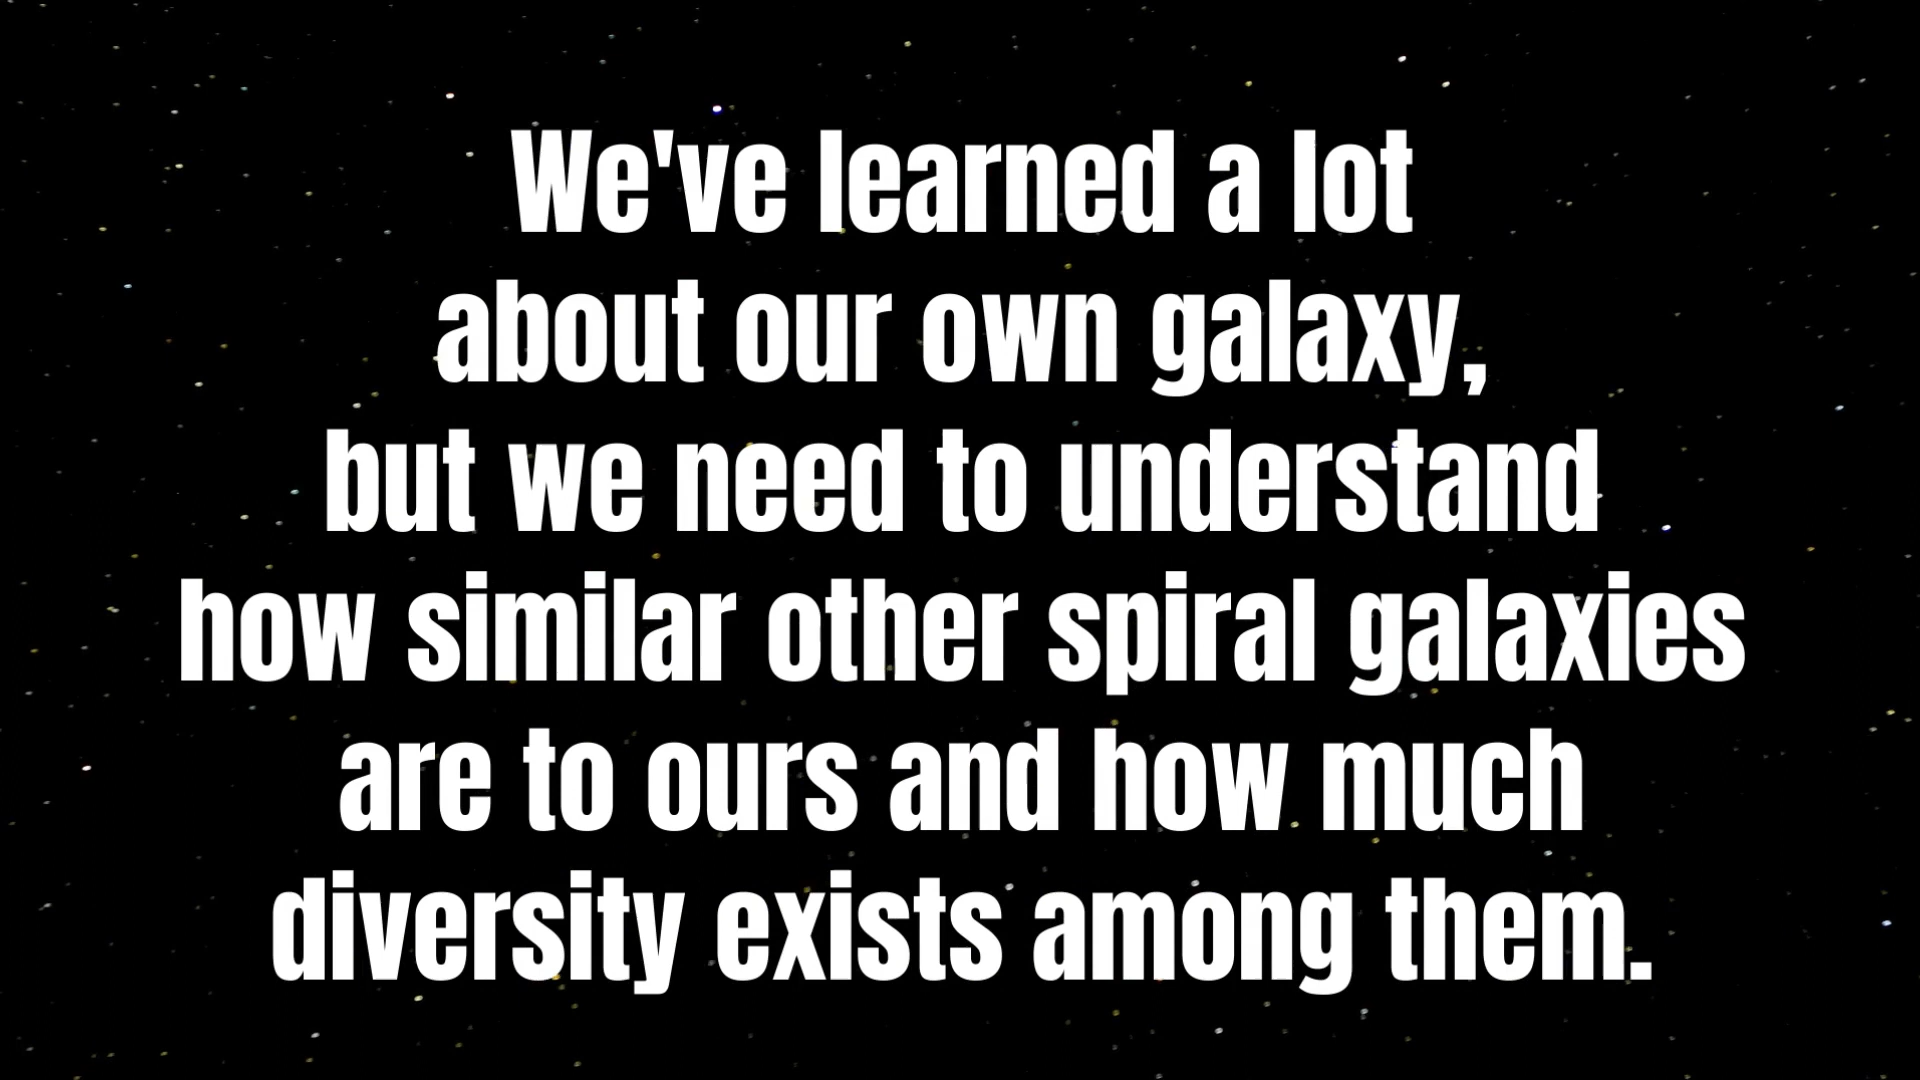 We've learned a lot
about our own galaxy,
but we need to understand
how similar other spiral galaxies
are to ours and how much
diversity exists among them.